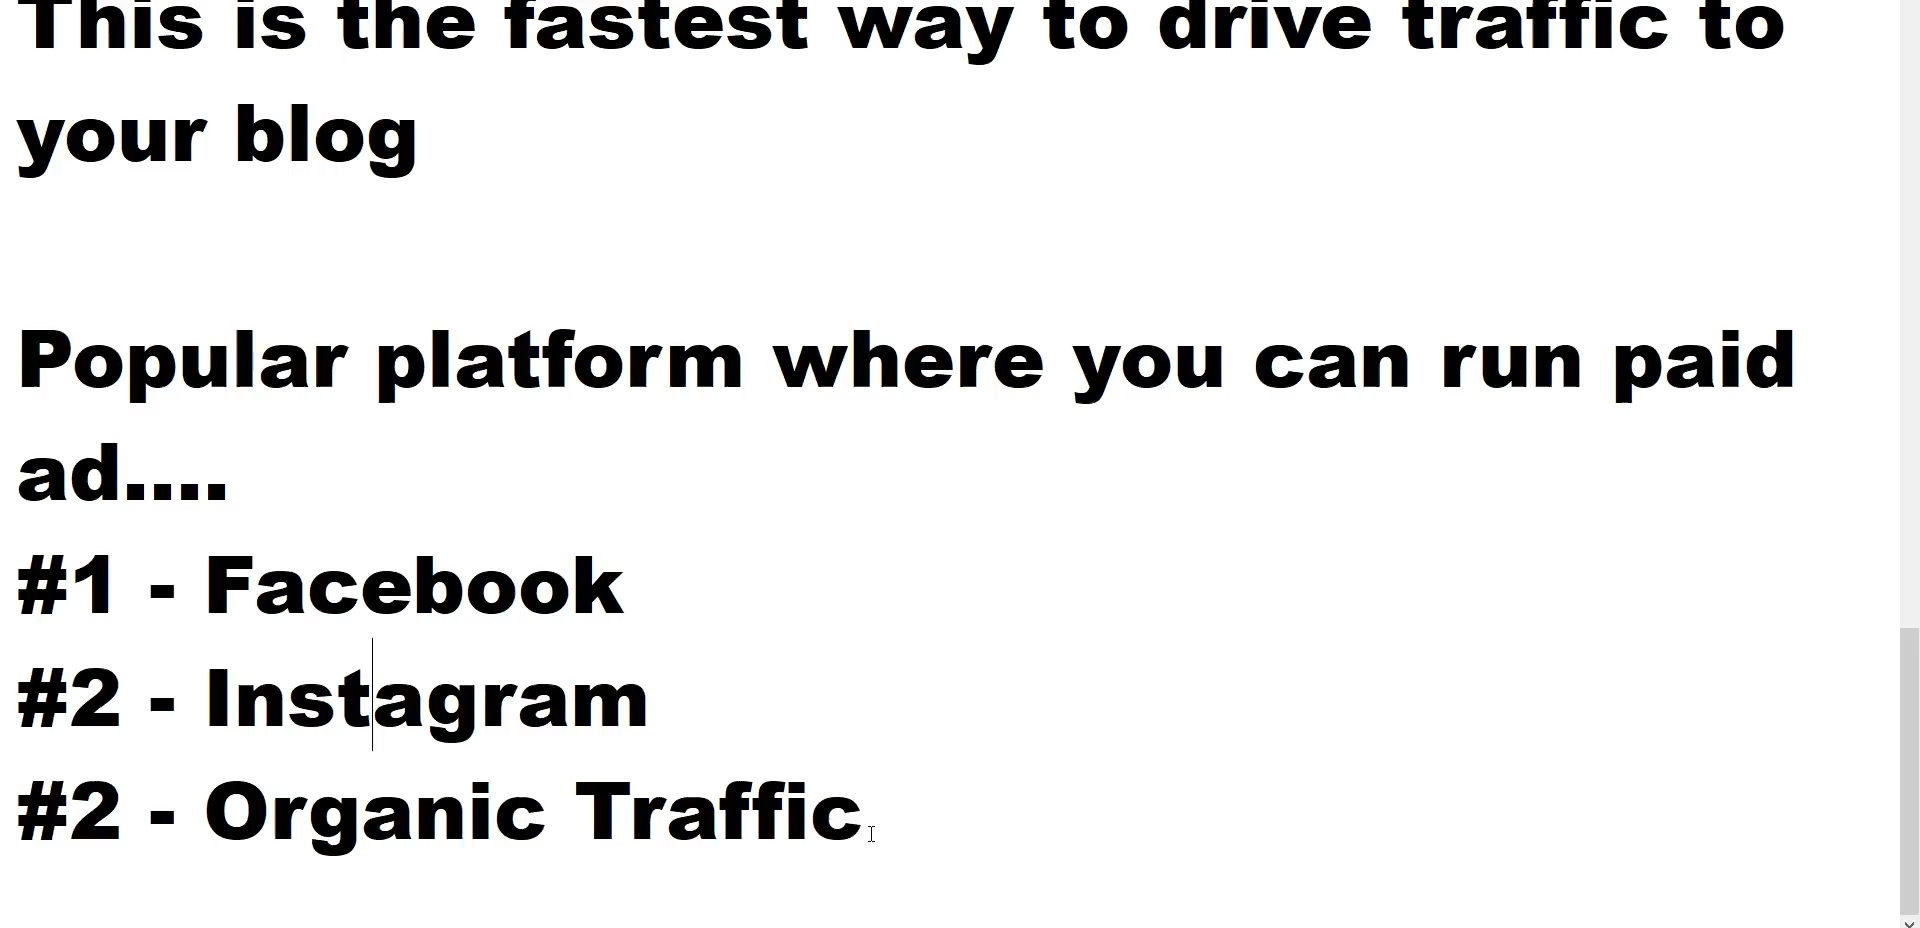 This is the fastest way to drive traffic to
your blog
Popular platform where you can run paid
ad....
#1 - Facebook
#2 - Instagram
#2 - Organic Traffic